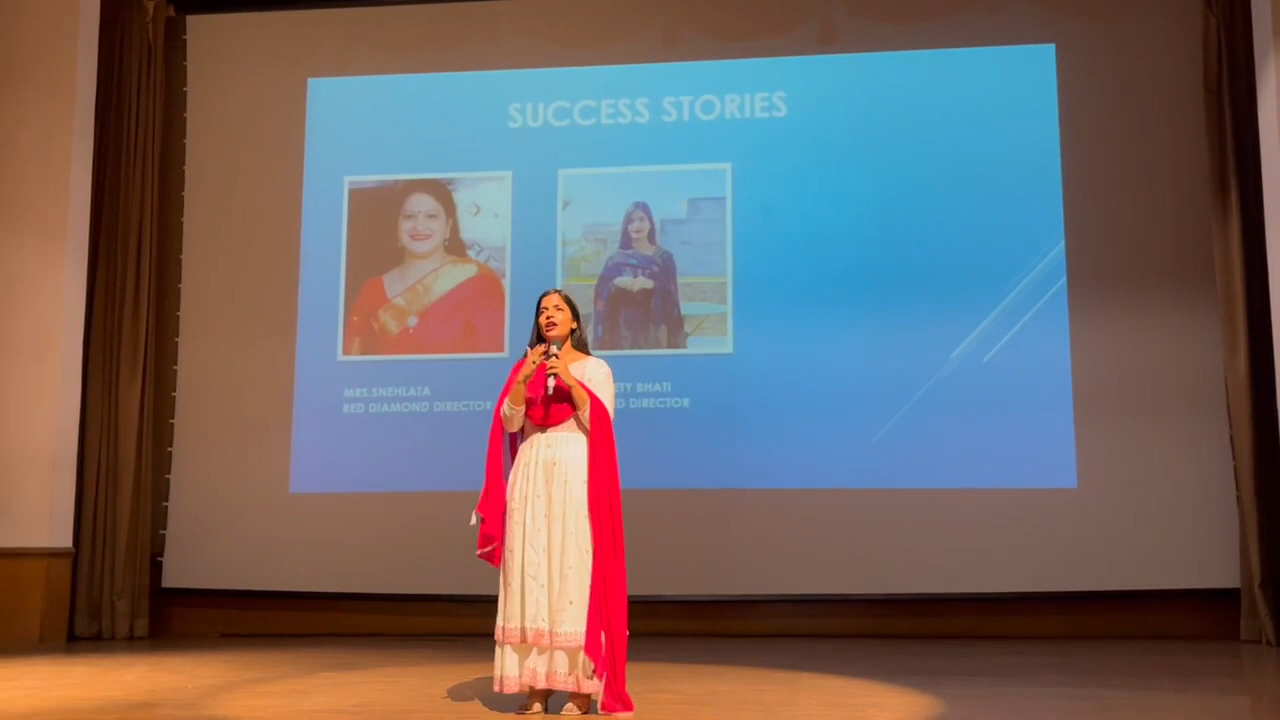 SUCCESS STORIES
MRS.SNEHLATA
RED DIAMOND DIRECTOR
BHATI
DIRECTOR